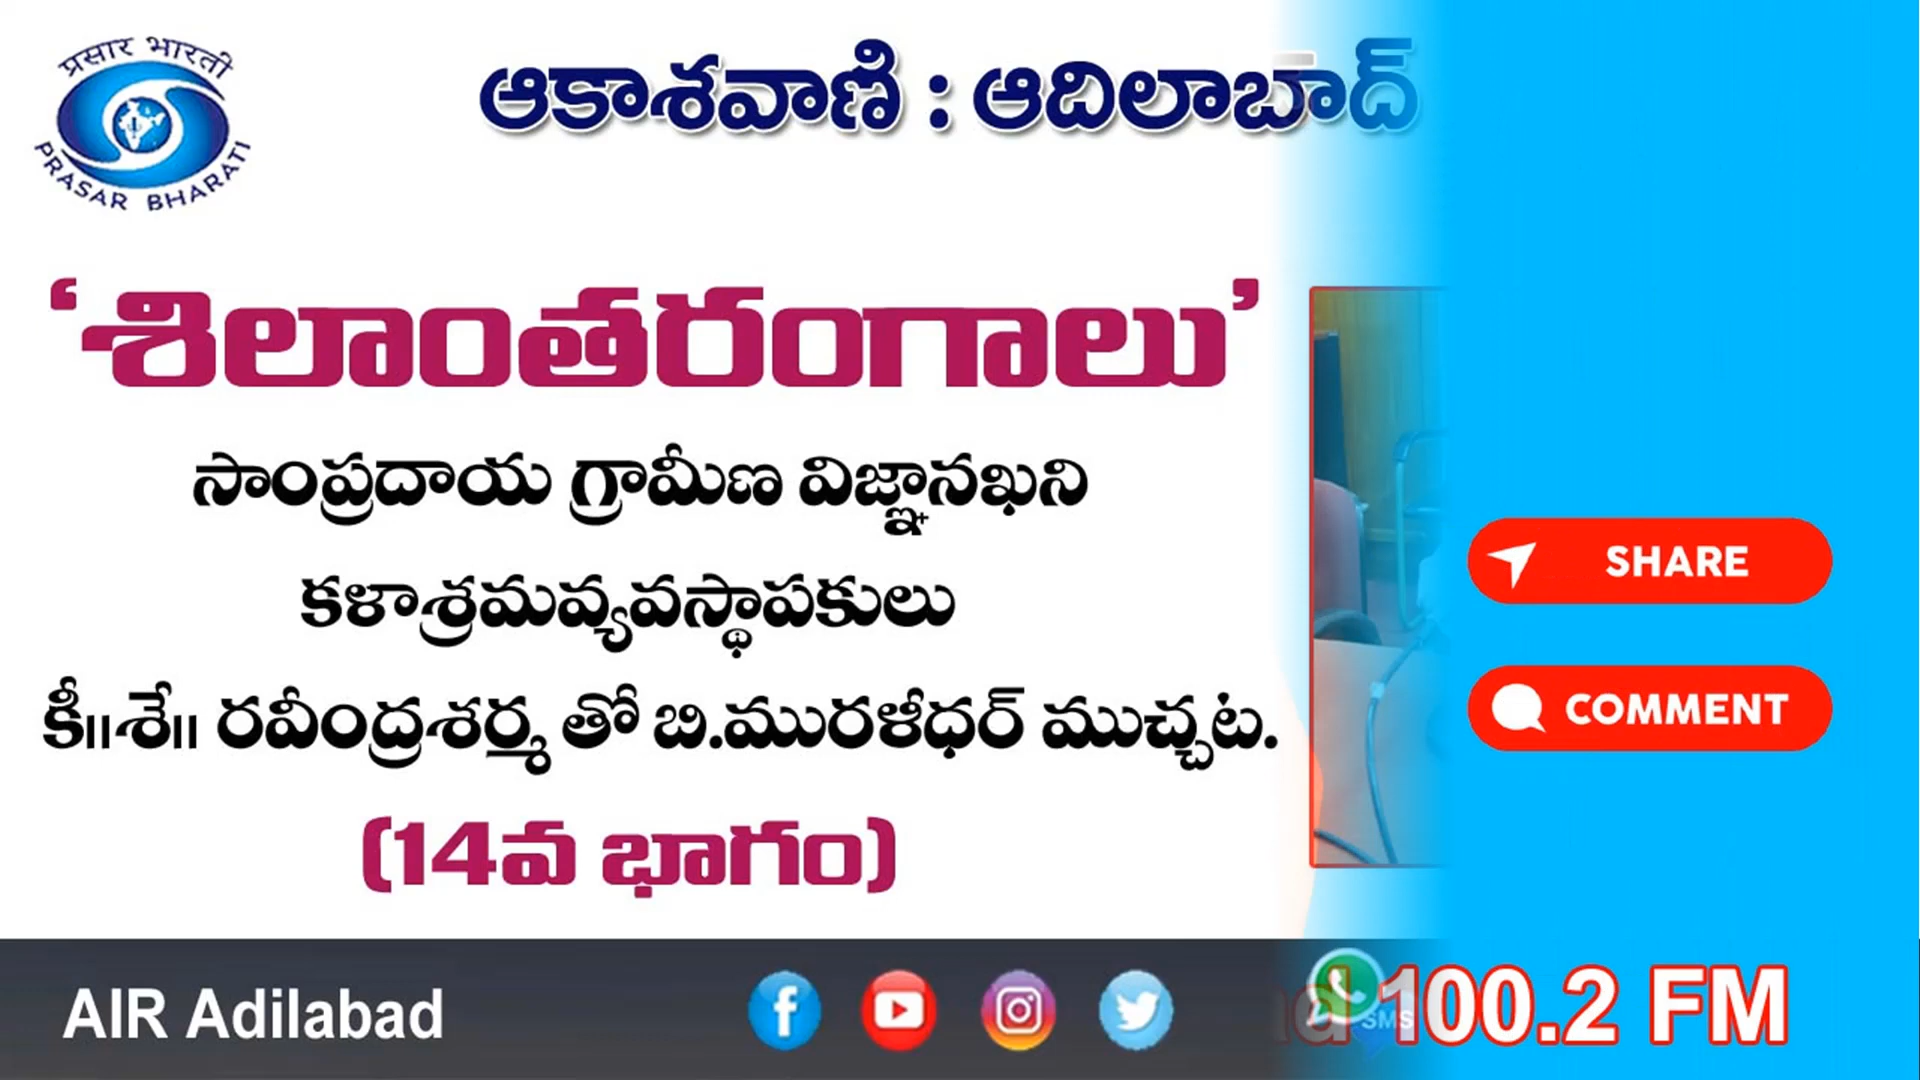 प्रसार भारती
PRASAR BHARATI
ఆకాశవాణి : ఆదిలాబాద్
‘శిలాంతరంగాలు’
సాంప్రదాయ గ్రామీణ విజ్ఞానఖని
కళాశ్రమవ్యవస్థాపకులు
కీ॥శే॥ రవీంద్రశర్మ తో బి.మురళీధర్ ముచ్చట.
(14వ భాగం)
SHARE
COMMENT
AIR Adilabad
SMS
100.2 FM